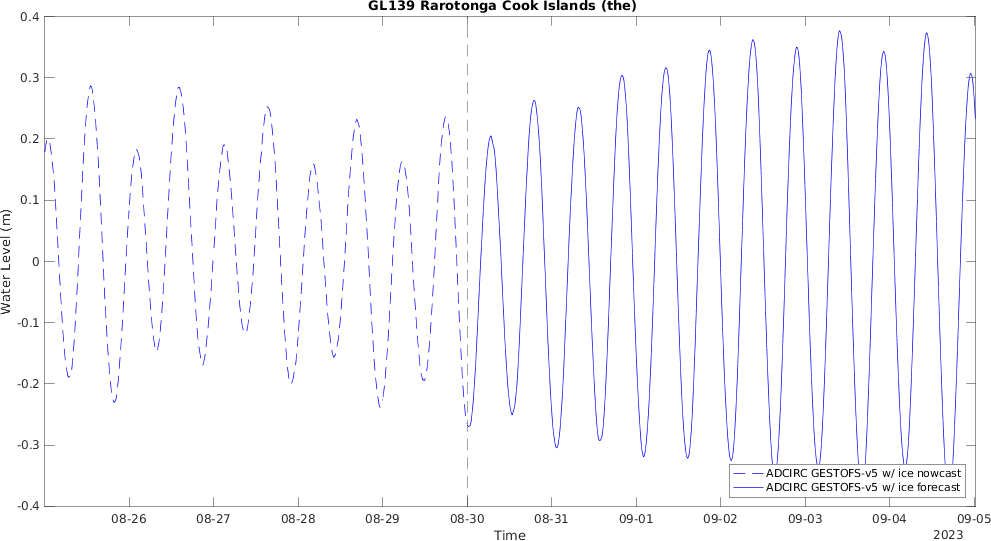 GL139 Rarotonga Cook Islands (the)
0.4
0.3
0.2
0.1
0
-0.1
-0.2
-0.3
-0.4
Water Level (m)
ADCIRC GESTOFS-v5 w/ ice nowcast
ADCIRC GESTOFS-v5 w/ ice forecast
08-26 08-27 08-28 08-29 08-30 08-31 09-01 09-02 09-03 09-04 09-05
Time
2023